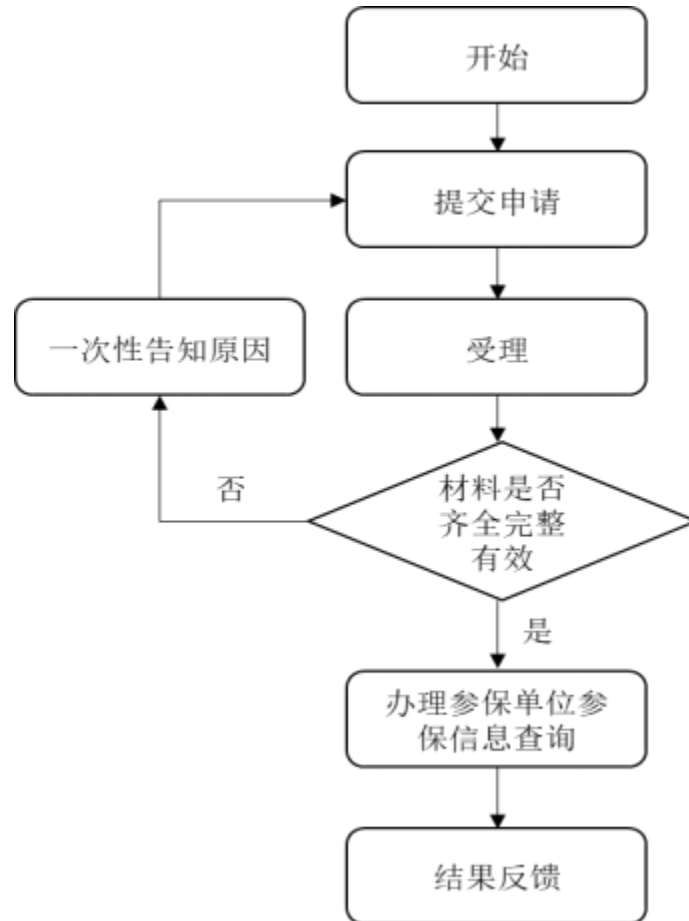 开始
提交申请
一次性告知原因
受理
否
材料是否
齐全完整
有效
是
办理参保单位参
保信息查询
结果反馈